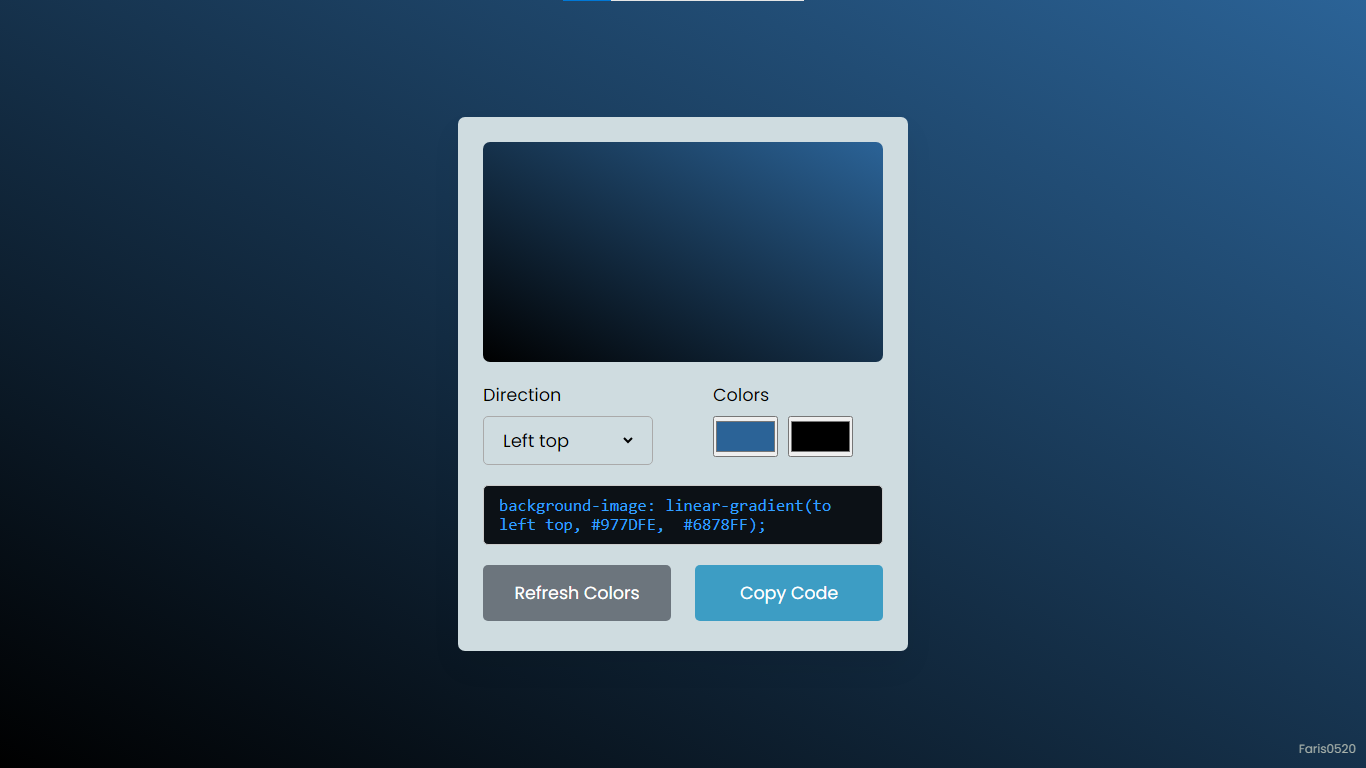 Direction
Colors
Left top
background-image: linear-gradient(to
left top, #977DFE,  #6878FF);
Refresh Colors
Copy Code
Faris0520